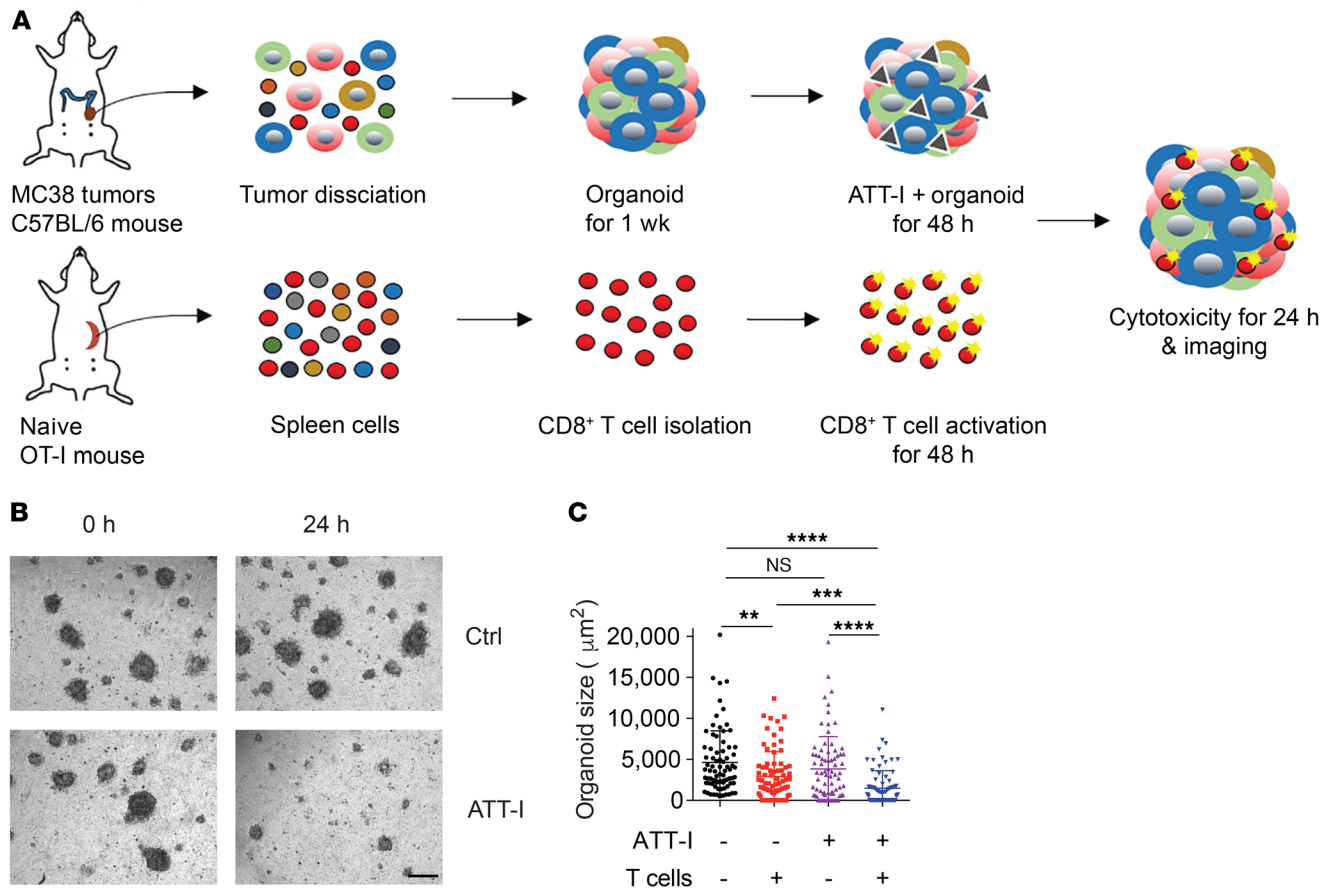 A
MC38 tumors
C57BL/6 mouse
Tumor dissciation
Organoid
for 1 wk
ATT-I + organoid
for 48 h
Cytotoxicity for 24 h
& imaging
Naive
OT-I mouse
Spleen cells
CD8⁺ T cell isolation
CD8⁺ T cell activation
for 48 h
B
0 h
24 h
Ctrl
ATT-I
C
****
NS
***
**
****
Organoid size ( μm²)
20,000
15,000
10,000
5,000
0
ATT-I - - + +
T cells - + - +